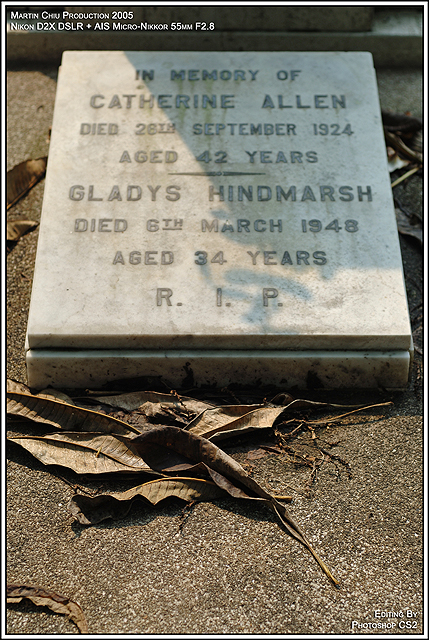 Martin Chiu Production 2005
Nikon D2X DSLR + AIS Micro-Nikkor 55mm F2.8
IN MEMORY OF
CATHERINE ALLEN
DIED 28TH SEPTEMBER 1924
AGED 42 YEARS
GLADYS HINDMARSH
DIED 6TH MARCH 1948
AGED 34 YEARS
R. I. P.
Editing By
Photoshop CS2